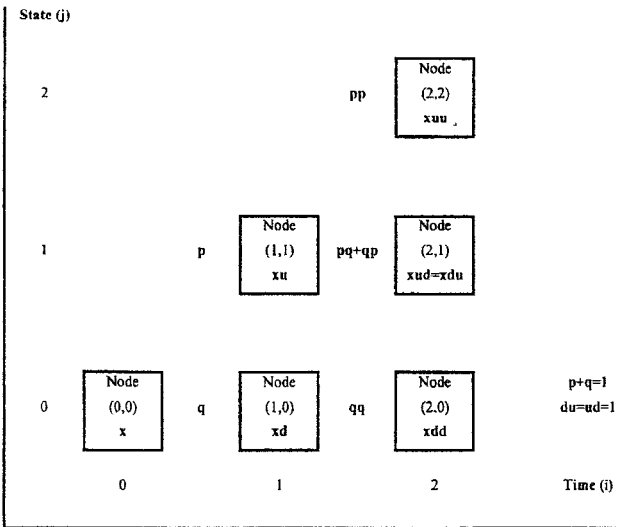 State (j)
Node
2 pp (2,2)
xuu
Node Node
1 p (1,1) pq+qp (2,1)
xu xud=xdu
Node Node Node p+q=1
0 (0,0) q (1,0) qq (2.0) du=ud=1
x xd xdd
0 1 2 Time (i)